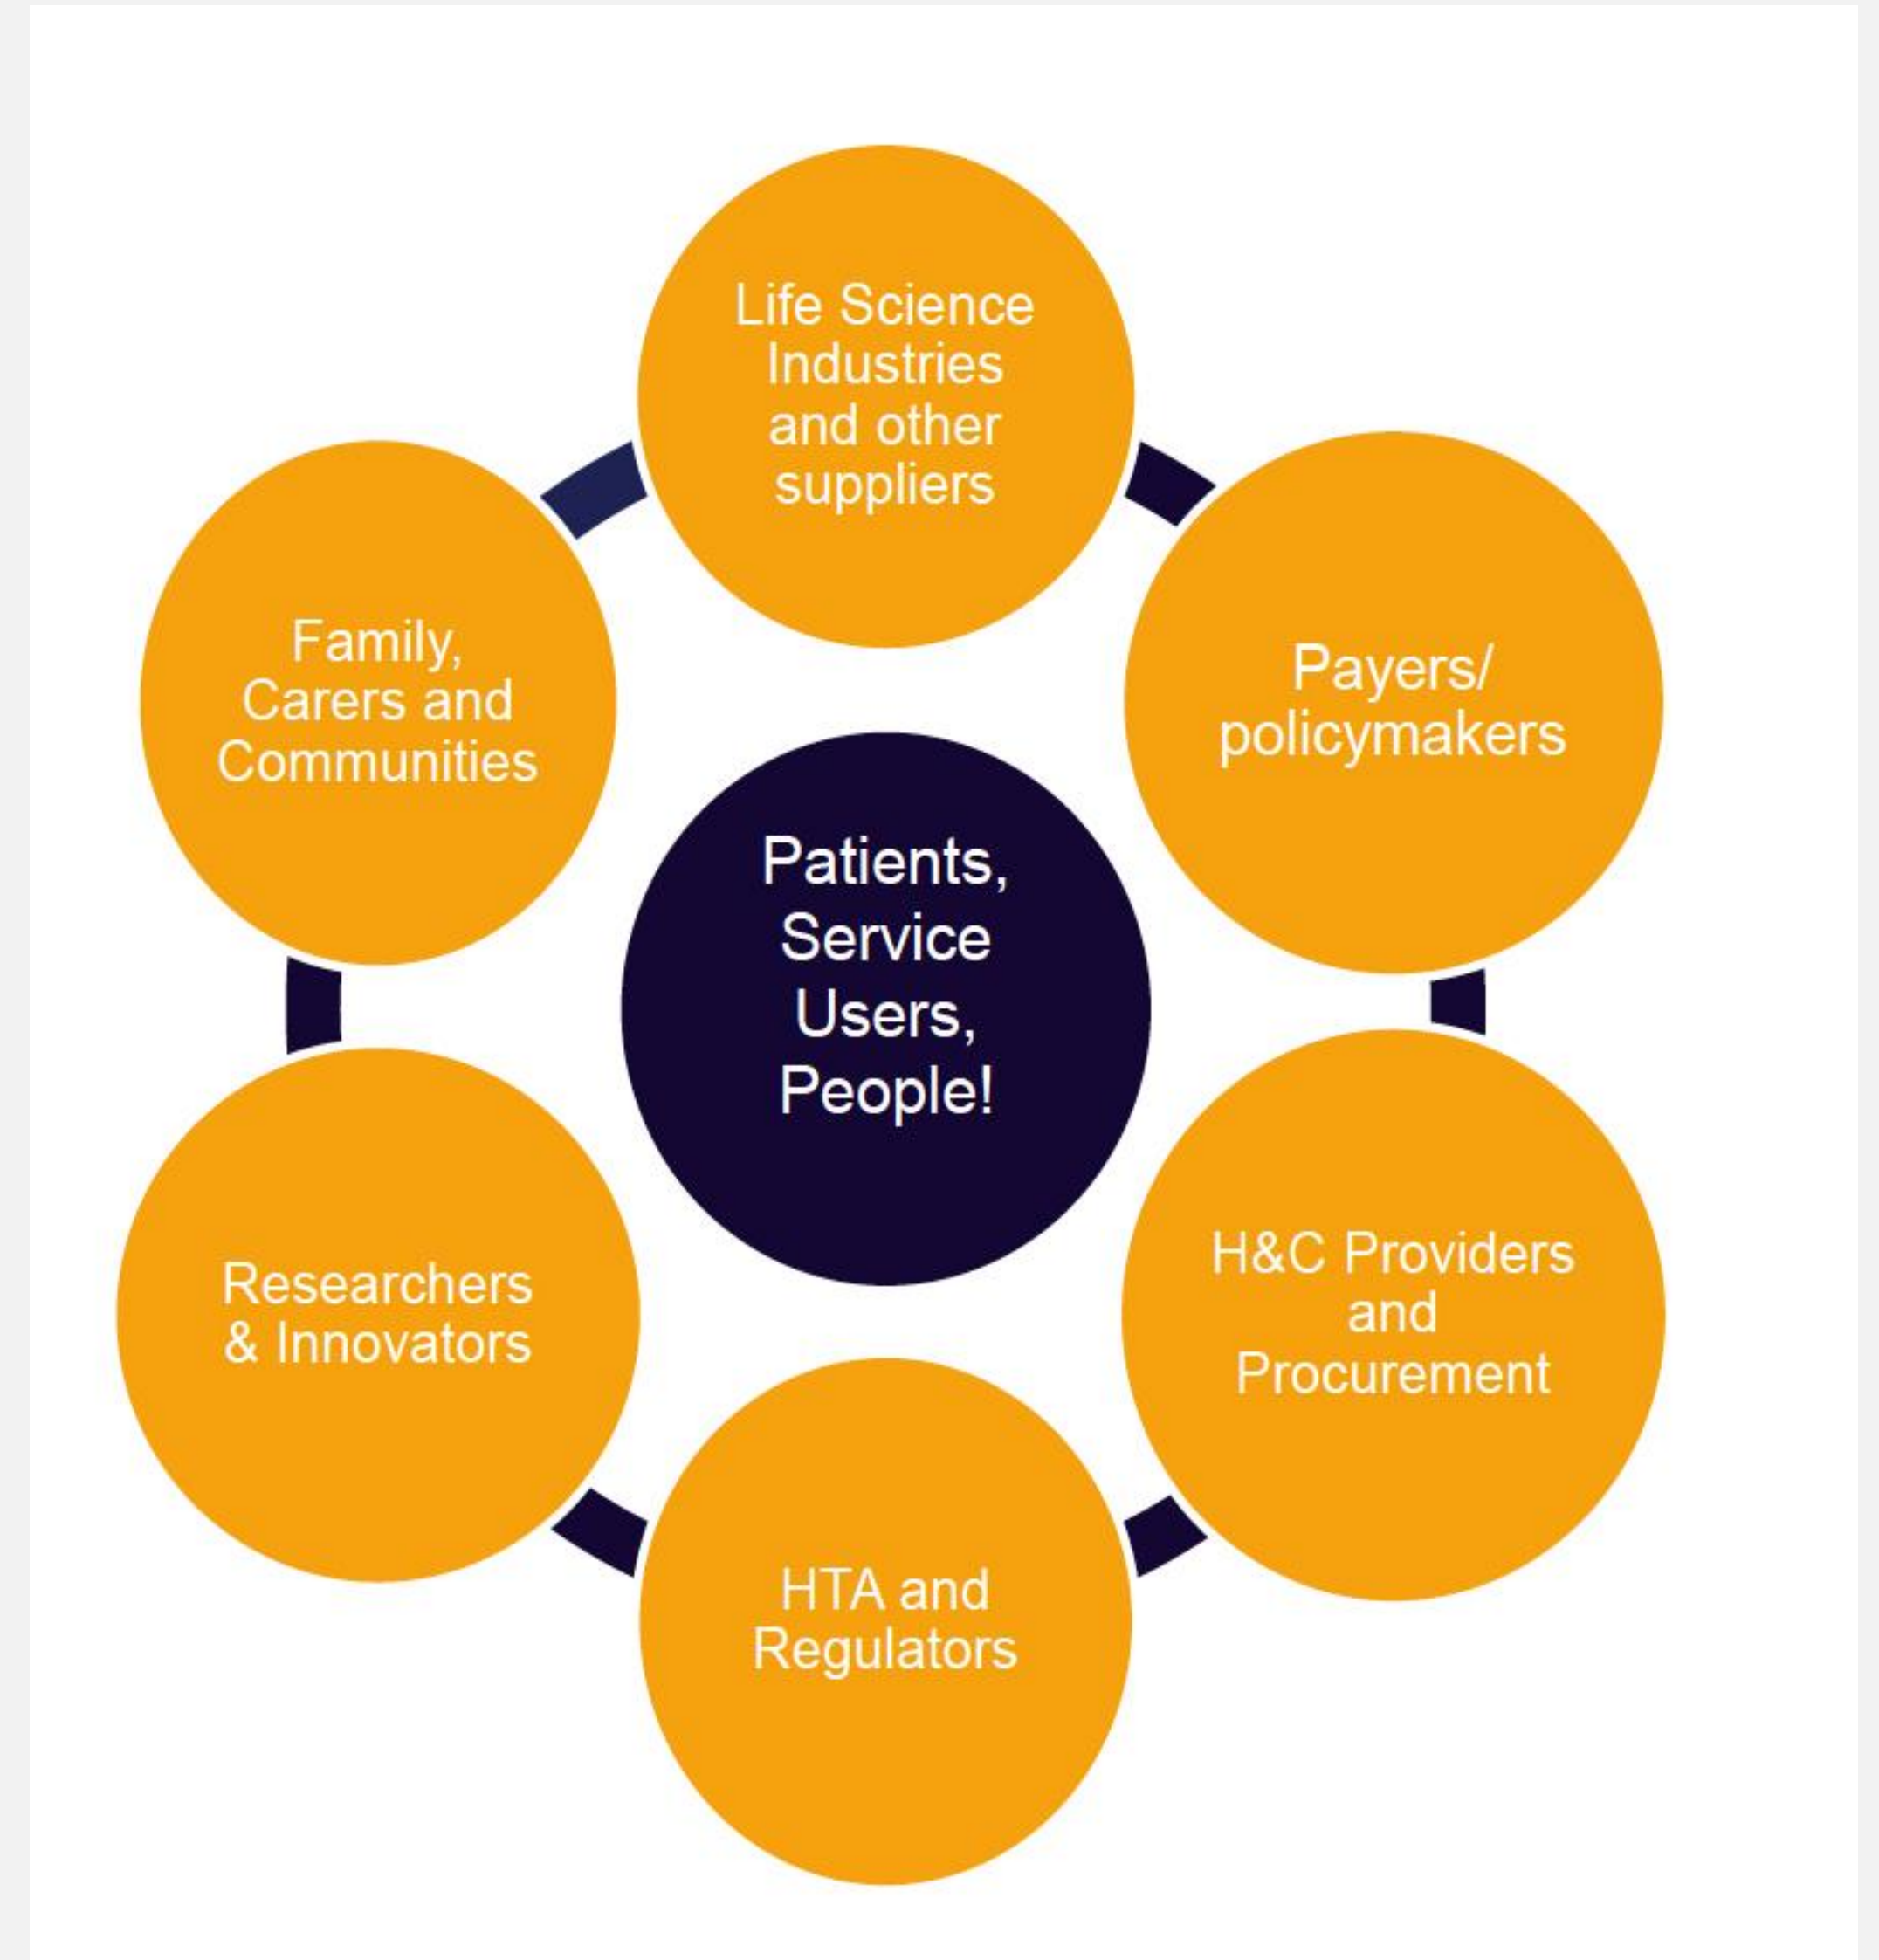 Life Science
Industries
and other
suppliers
Payers/
policymakers
H&C Providers
and
Procurement
HTA and
Regulators
Researchers
& Innovators
Family,
Carers and
Communities
Patients,
Service
Users,
People!